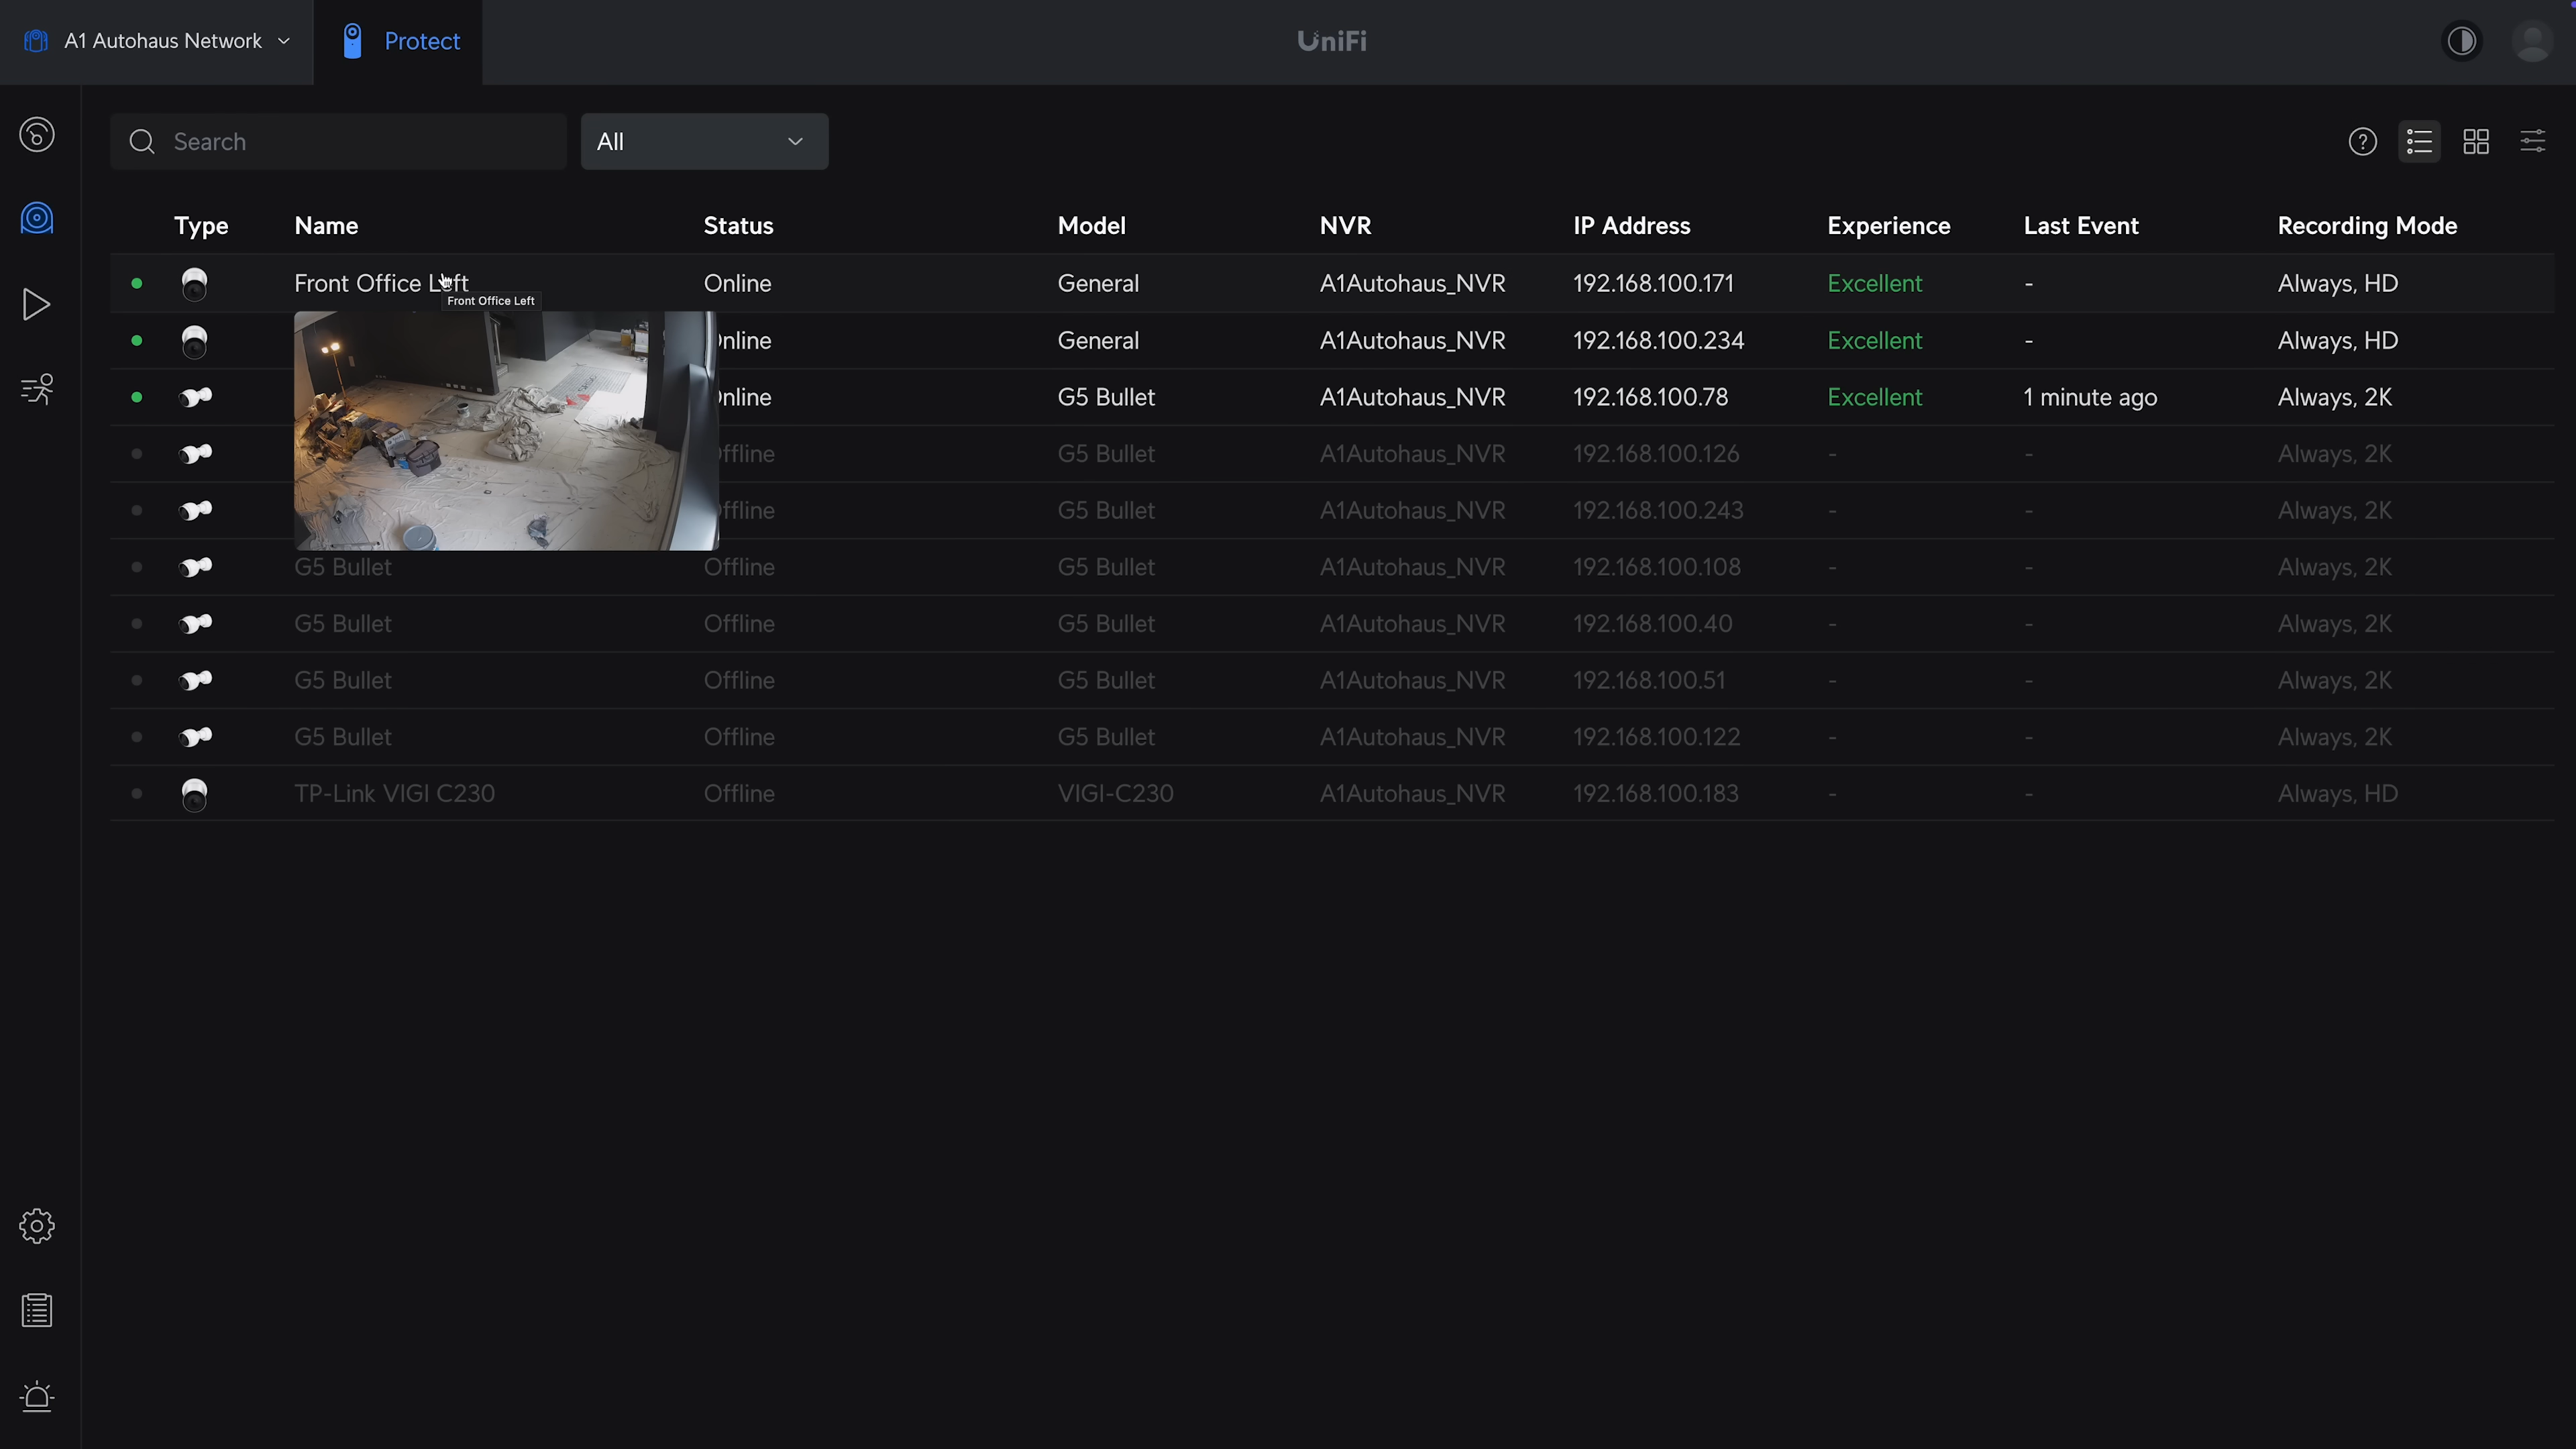 A1 Autohaus Network
Protect
UniFi
Search
All
Type Name Status Model NVR IP Address Experience Last Event Recording Mode
Front Office Left Online General A1Autohaus_NVR 192.168.100.171 Excellent - Always, HD
Front Office Left
Online General A1Autohaus_NVR 192.168.100.234 Excellent - Always, HD
Online G5 Bullet A1Autohaus_NVR 192.168.100.78 Excellent 1 minute ago Always, 2K
Offline G5 Bullet A1Autohaus_NVR 192.168.100.126 - - Always, 2K
Offline G5 Bullet A1Autohaus_NVR 192.168.100.243 - - Always, 2K
G5 Bullet Offline G5 Bullet A1Autohaus_NVR 192.168.100.108 - - Always, 2K
G5 Bullet Offline G5 Bullet A1Autohaus_NVR 192.168.100.40 - - Always, 2K
G5 Bullet Offline G5 Bullet A1Autohaus_NVR 192.168.100.51 - - Always, 2K
G5 Bullet Offline G5 Bullet A1Autohaus_NVR 192.168.100.122 - - Always, 2K
TP-Link VIGI C230 Offline VIGI-C230 A1Autohaus_NVR 192.168.100.183 - - Always, HD